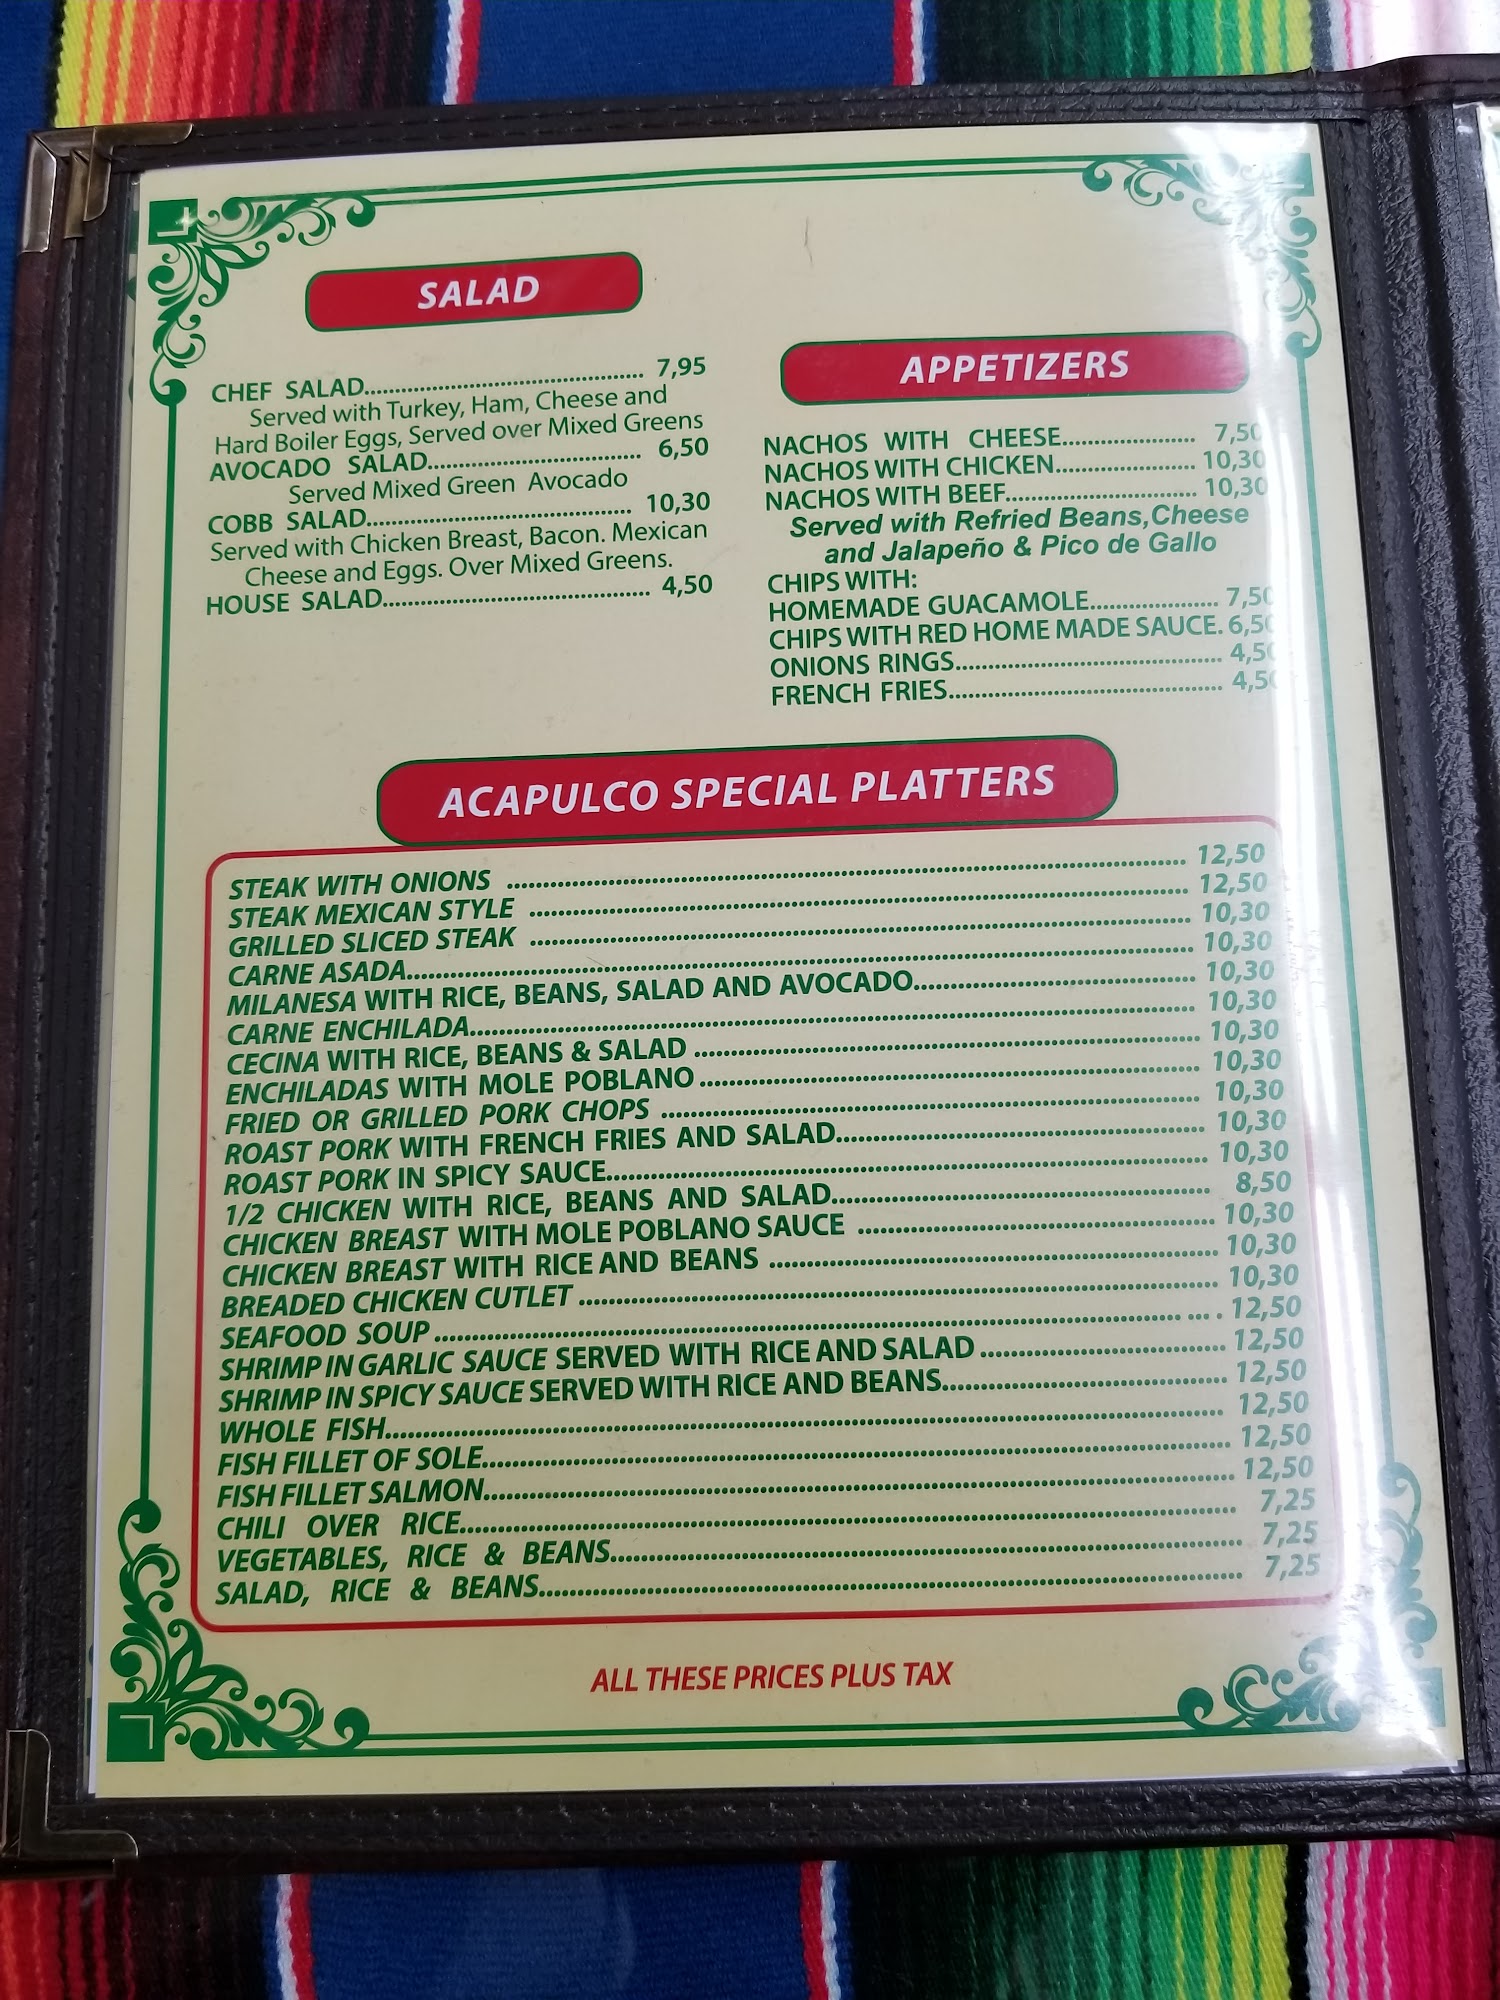 SALAD
CHEF SALAD........................................ 7,95
Served with Turkey, Ham, Cheese and
Hard Boiler Eggs, Served over Mixed Greens
AVOCADO SALAD.............................. 6,50
Served Mixed Green Avocado
COBB SALAD..................................... 10,30
Served with Chicken Breast, Bacon. Mexican
Cheese and Eggs. Over Mixed Greens.
HOUSE SALAD..................................... 4,50
APPETIZERS
NACHOS WITH CHEESE................... 7,50
NACHOS WITH CHICKEN.................... 10,30
NACHOS WITH BEEF........................... 10,30
Served with Refried Beans,Cheese
and Jalapeño & Pico de Gallo
CHIPS WITH:
HOMEMADE GUACAMOLE................... 7,50
CHIPS WITH RED HOME MADE SAUCE. 6,50
ONIONS RINGS...................................... 4,50
FRENCH FRIES....................................... 4,50
ACAPULCO SPECIAL PLATTERS
STEAK WITH ONIONS ........................................ 12,50
STEAK MEXICAN STYLE ........................................ 12,50
GRILLED SLICED STEAK ........................................ 10,30
CARNE ASADA........................................ 10,30
MILANESA WITH RICE, BEANS, SALAD AND AVOCADO........................................ 10,30
CARNE ENCHILADA........................................ 10,30
CECINA WITH RICE, BEANS & SALAD ........................................ 10,30
ENCHILADAS WITH MOLE POBLANO ........................................ 10,30
FRIED OR GRILLED PORK CHOPS ........................................ 10,30
ROAST PORK WITH FRENCH FRIES AND SALAD........................................ 10,30
ROAST PORK IN SPICY SAUCE........................................ 10,30
1/2 CHICKEN WITH RICE, BEANS AND SALAD........................................ 8,50
CHICKEN BREAST WITH MOLE POBLANO SAUCE ........................................ 10,30
CHICKEN BREAST WITH RICE AND BEANS ........................................ 10,30
BREADED CHICKEN CUTLET ........................................ 10,30
SEAFOOD SOUP ........................................ ... . 12,50
SHRIMP IN GARLIC SAUCE SERVED WITH RICE AND SALAD ........................................ 12,50
SHRIMP IN SPICY SAUCE SERVED WITH RICE AND BEANS........................................ 12,50
WHOLE FISH........................................ 12,50
FISH FILLET OF SOLE........................................ 12,50
FISH FILLET SALMON........................................ 12,50
CHILI OVER RICE........................................ 7,25
VEGETABLES, RICE & BEANS........................................ 7,25
SALAD, RICE & BEANS........................................ 7,25
ALL THESE PRICES PLUS TAX